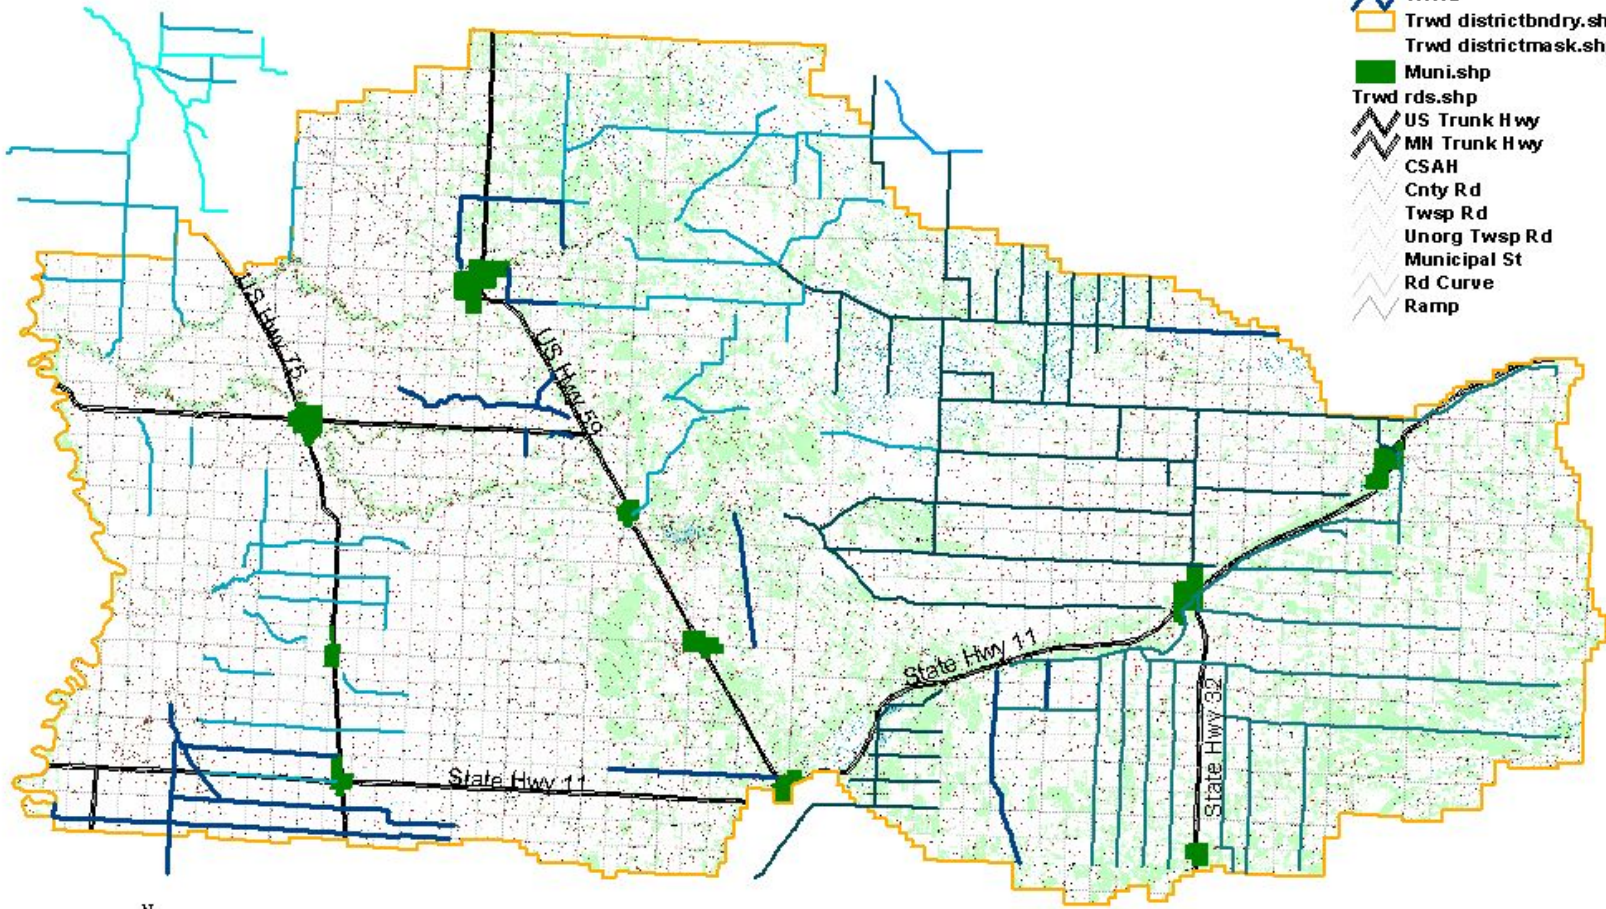 Trwd districtbndry.sh
Trwd districtmask.sh
Muni.shp
Trwd rds.shp
US Trunk Hwy
MN Trunk Hwy
CSAH
Cnty Rd
Twsp Rd
Unorg Twsp Rd
Municipal St
Rd Curve
Ramp
US Hwy 75
US Hwy 59
State Hwy 11
State Hwy 32
State Hwy 11
N